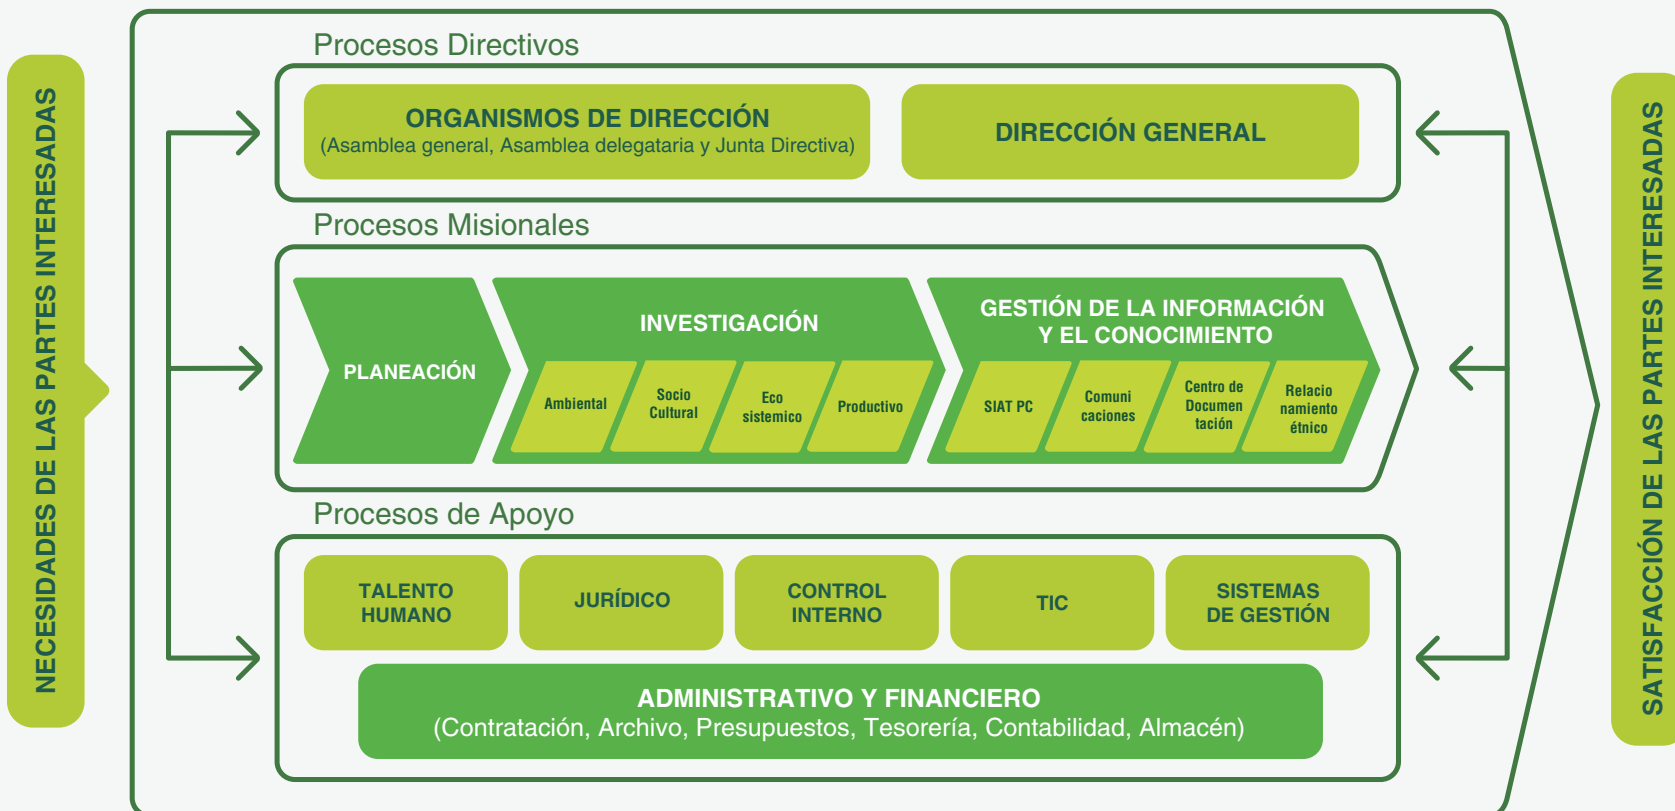 NECESIDADES DE LAS PARTES INTERESADAS
Procesos Directivos
ORGANISMOS DE DIRECCIÓN
(Asamblea general, Asamblea delegataria y Junta Directiva)
DIRECCIÓN GENERAL
Procesos Misionales
PLANEACIÓN
INVESTIGACIÓN
Ambiental
Socio
Cultural
Eco
sistemico
Productivo
GESTIÓN DE LA INFORMACIÓN
Y EL CONOCIMIENTO
SIAT PC
Comuni
caciones
Centro de
Documen
tación
Relacio
namiento
étnico
Procesos de Apoyo
TALENTO
HUMANO
JURÍDICO
CONTROL
INTERNO
TIC
SISTEMAS
DE GESTIÓN
ADMINISTRATIVO Y FINANCIERO
(Contratación, Archivo, Presupuestos, Tesorería, Contabilidad, Almacén)
SATISFACCIÓN DE LAS PARTES INTERESADAS